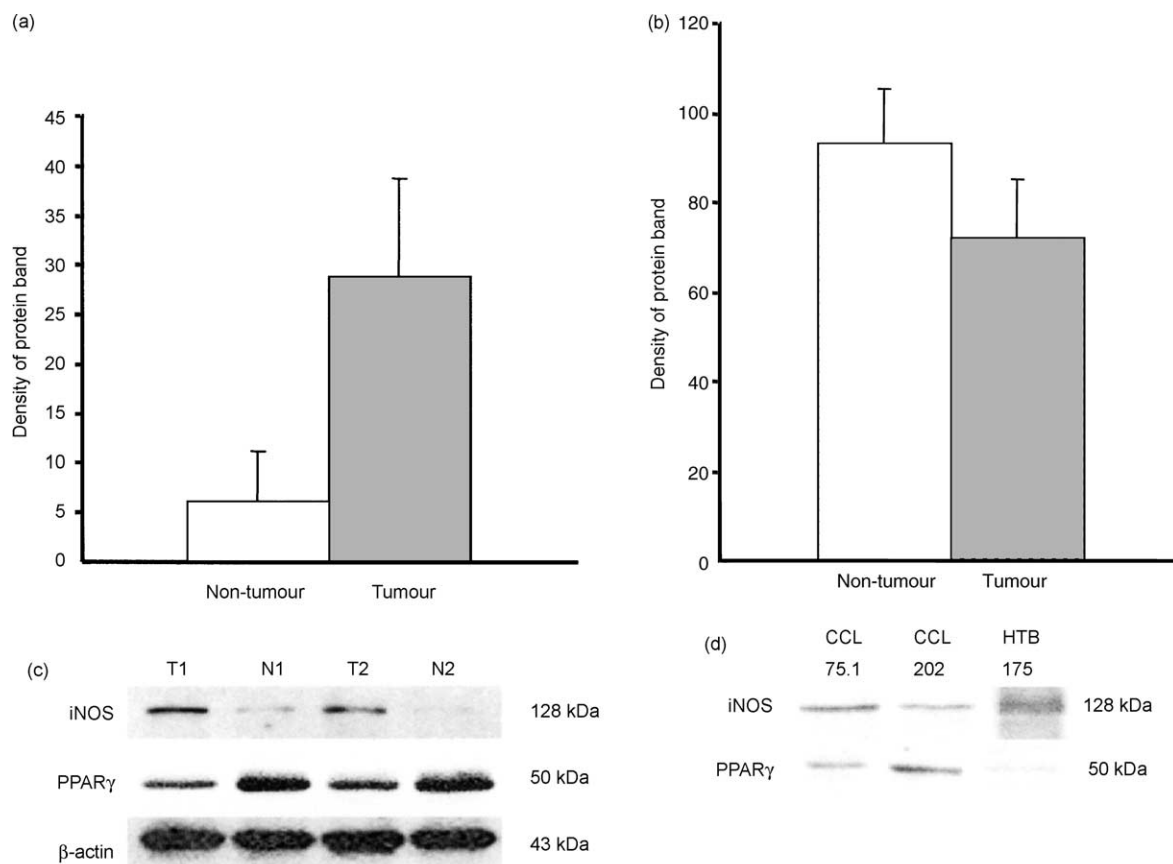 (a)
45
40
35
30
25
20
15
10
5
0
Density of protein band
Non-tumour Tumour
(b)
120
100
80
60
40
20
0
Density of protein band
Non-tumour Tumour
(c)
T1 N1 T2 N2
iNOS 128 kDa
PPARγ 50 kDa
β-actin 43 kDa
(d)
CCL CCL HTB
75.1 202 175
iNOS 128 kDa
PPARγ 50 kDa